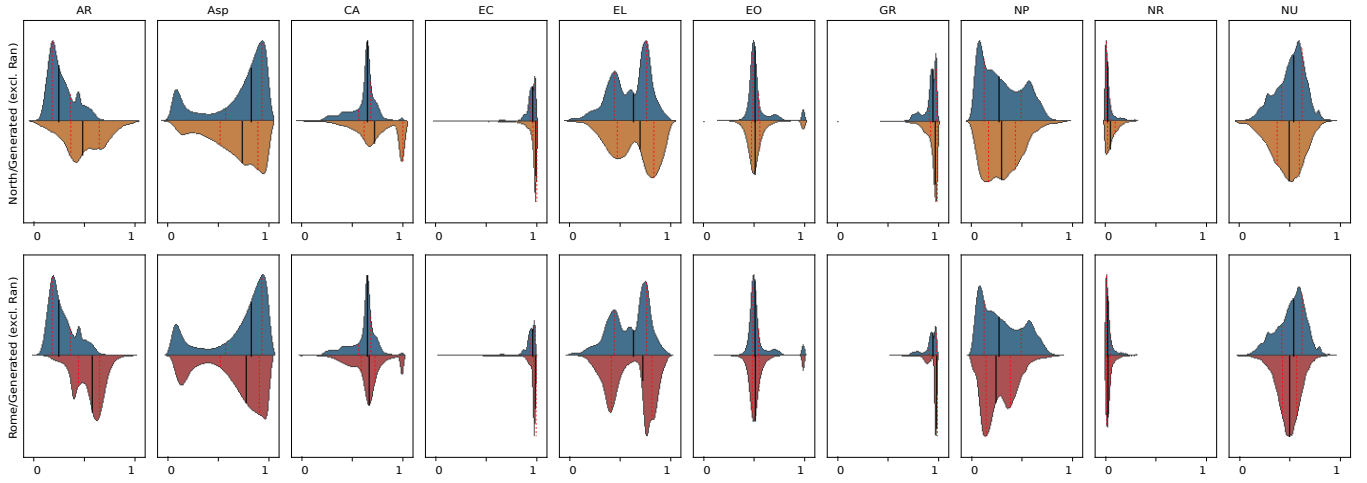 AR Asp CA EC EL EO GR NP NR NU
North/Generated (excl. Ran)
0 1 0 1 0 1 0 1 0 1 0 1 0 1 0 1 0 1 0 1
Rome/Generated (excl. Ran)
0 1 0 1 0 1 0 1 0 1 0 1 0 1 0 1 0 1 0 1